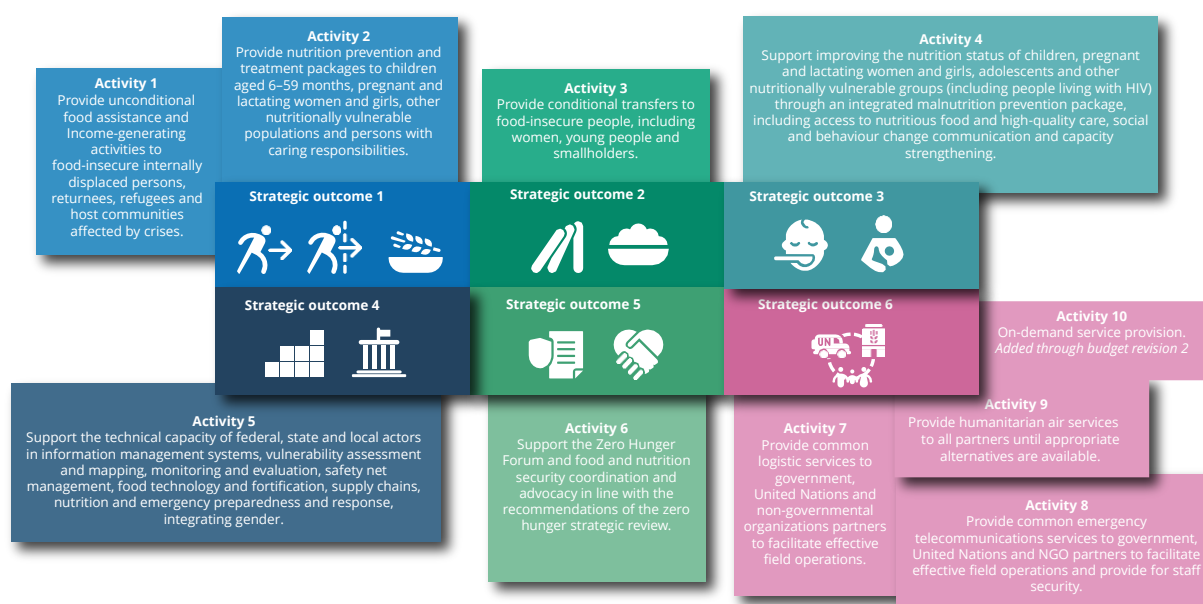 Activity 1
Provide unconditional
food assistance and
Income-generating
activities to
food-insecure internally
displaced persons,
returnees, refugees and
host communities
affected by crises.
Activity 2
Provide nutrition prevention and
treatment packages to children
aged 6–59 months, pregnant and
lactating women and girls, other
nutritionally vulnerable
populations and persons with
caring responsibilities.
Activity 3
Provide conditional transfers to
food-insecure people, including
women, young people and
smallholders.
Activity 4
Support improving the nutrition status of children, pregnant
and lactating women and girls, adolescents and other
nutritionally vulnerable groups (including people living with HIV)
through an integrated malnutrition prevention package,
including access to nutritious food and high-quality care, social
and behaviour change communication and capacity
strengthening.
Strategic outcome 1
Strategic outcome 2
Strategic outcome 3
Strategic outcome 4
Strategic outcome 5
Strategic outcome 6
UN
Activity 5
Support the technical capacity of federal, state and local actors
in information management systems, vulnerability assessment
and mapping, monitoring and evaluation, safety net
management, food technology and fortification, supply chains,
nutrition and emergency preparedness and response,
integrating gender.
Activity 6
Support the Zero Hunger
Forum and food and nutrition
security coordination and
advocacy in line with the
recommendations of the zero
hunger strategic review.
Activity 7
Provide common
logistic services to
government,
United Nations and
non-governmental
organizations partners
to facilitate effective
field operations.
Activity 10
On-demand service provision.
Added through budget revision 2
Activity 9
Provide humanitarian air services
to all partners until appropriate
alternatives are available.
Activity 8
Provide common emergency
telecommunications services to government,
United Nations and NGO partners to facilitate
effective field operations and provide for staff
security.